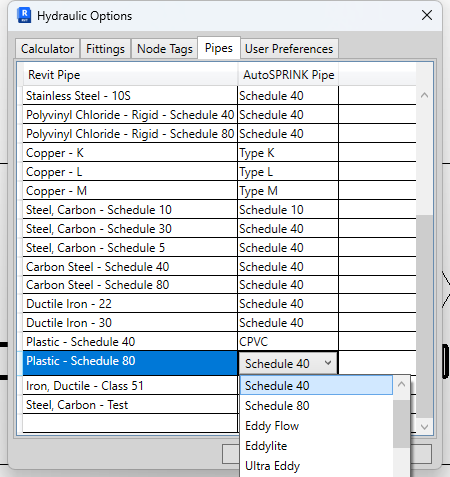 Hydraulic Options
Calculator Fittings Node Tags Pipes User Preferences
Revit Pipe AutoSPRINK Pipe
Stainless Steel - 10S Schedule 40
Polyvinyl Chloride - Rigid - Schedule 40 Schedule 40
Polyvinyl Chloride - Rigid - Schedule 80 Schedule 40
Copper - K Type K
Copper - L Type L
Copper - M Type M
Steel, Carbon - Schedule 10 Schedule 10
Steel, Carbon - Schedule 30 Schedule 40
Steel, Carbon - Schedule 5 Schedule 40
Carbon Steel - Schedule 40 Schedule 40
Carbon Steel - Schedule 80 Schedule 40
Ductile Iron - 22 Schedule 40
Ductile Iron - 30 Schedule 40
Plastic - Schedule 40 CPVC
Plastic - Schedule 80 Schedule 40
Iron, Ductile - Class 51 Schedule 40
Steel, Carbon - Test Schedule 80
Eddy Flow
Eddylite
Ultra Eddy